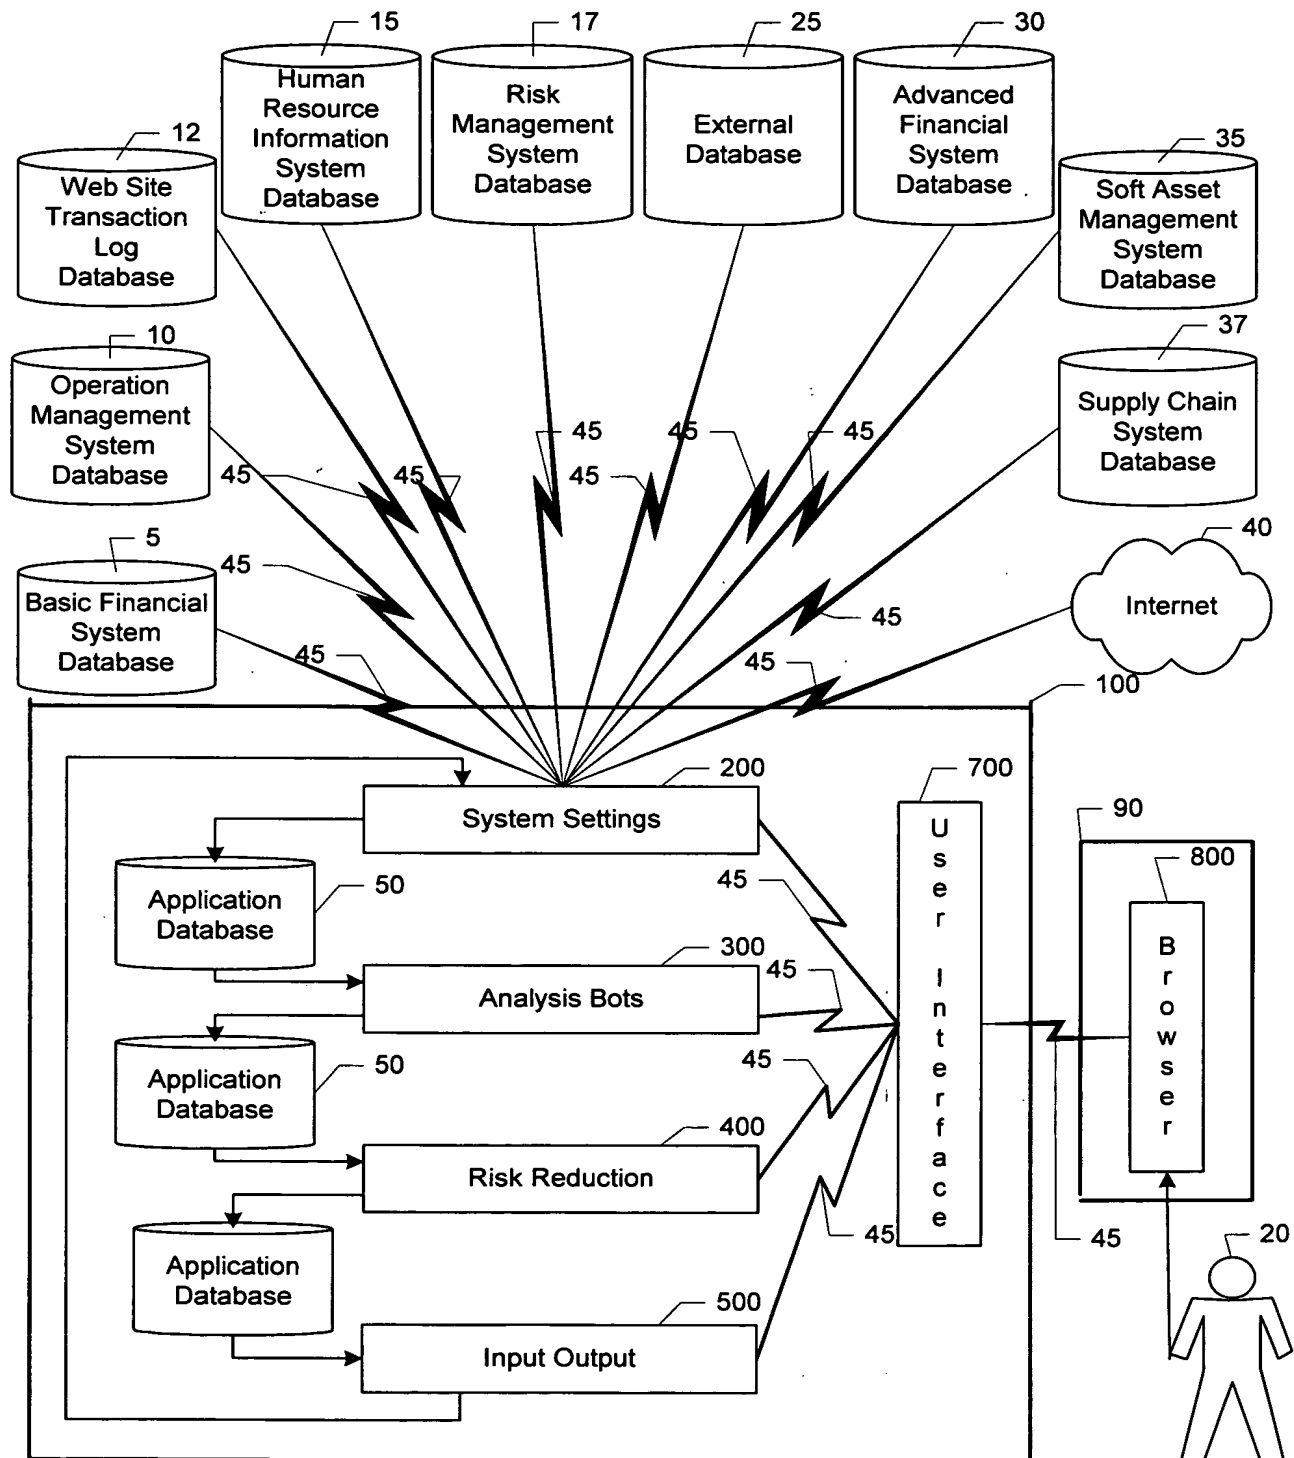 15
17
25
30
12
35
Human
Resource
Information
System
Database
Risk
Management
System
Database
External
Database
Advanced
Financial
System
Database
Web Site
Transaction
Log
Database
Soft Asset
Management
System
Database
10
37
Operation
Management
System
Database
Supply Chain
System
Database
45
45
45
45
45
45
5
40
45
Basic Financial
System
Database
45
Internet
45
45
100
200
700
System Settings
90
800
50
45
Application
Database
300
45
Analysis Bots
50
45
Application
Database
400
Risk Reduction
User Interface
Browser
45
45
20
Application
Database
500
Input Output